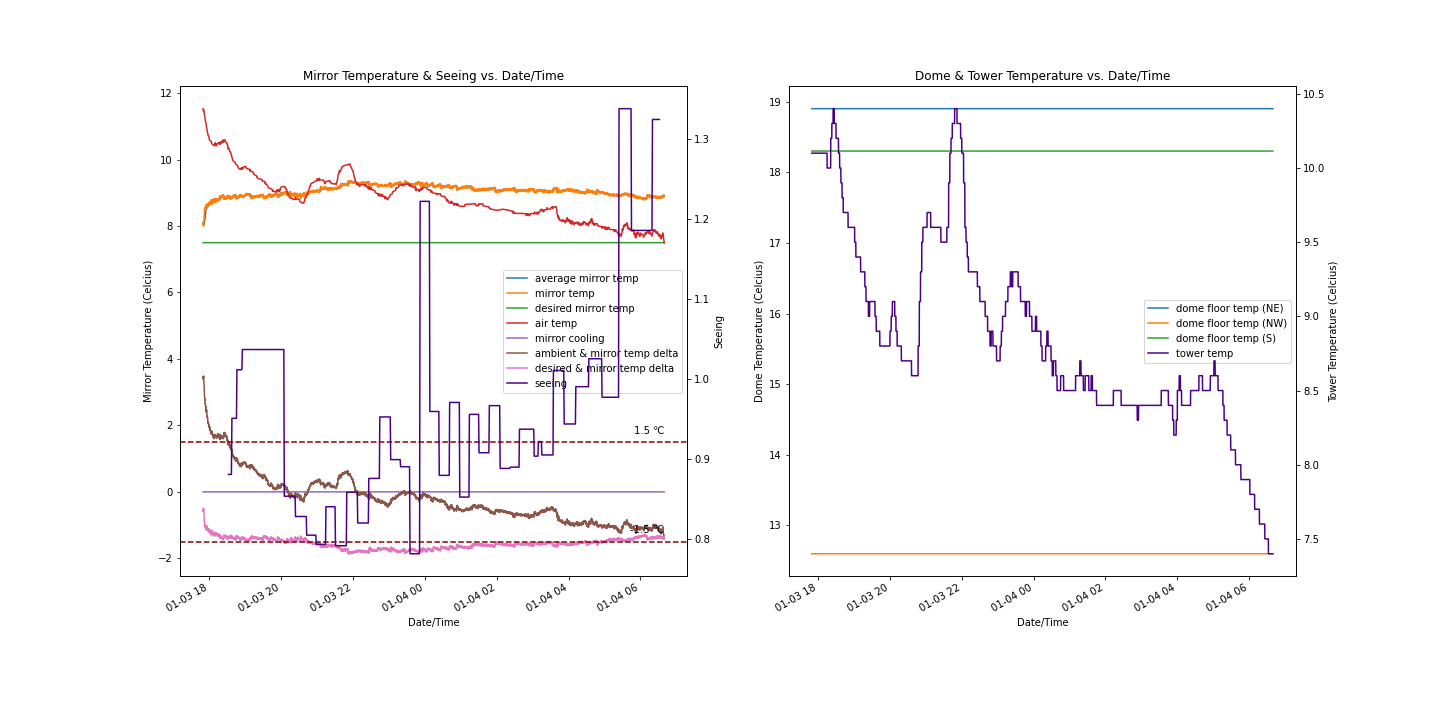 Mirror Temperature & Seeing vs. Date/Time
12
10
8
6
4
2
0
−2
Mirror Temperature (Celcius)
1.3
1.2
1.1
1.0
0.9
0.8
Seeing
average mirror temp
mirror temp
desired mirror temp
air temp
mirror cooling
ambient & mirror temp delta
desired & mirror temp delta
seeing
1.5 °C
-1.5 °C
01-03 18
01-03 20
01-03 22
01-04 00
01-04 02
01-04 04
01-04 06
Date/Time
Dome & Tower Temperature vs. Date/Time
19
18
17
16
15
14
13
Dome Temperature (Celcius)
10.5
10.0
9.5
9.0
8.5
8.0
7.5
Tower Temperature (Celcius)
dome floor temp (NE)
dome floor temp (NW)
dome floor temp (S)
tower temp
01-03 18
01-03 20
01-03 22
01-04 00
01-04 02
01-04 04
01-04 06
Date/Time